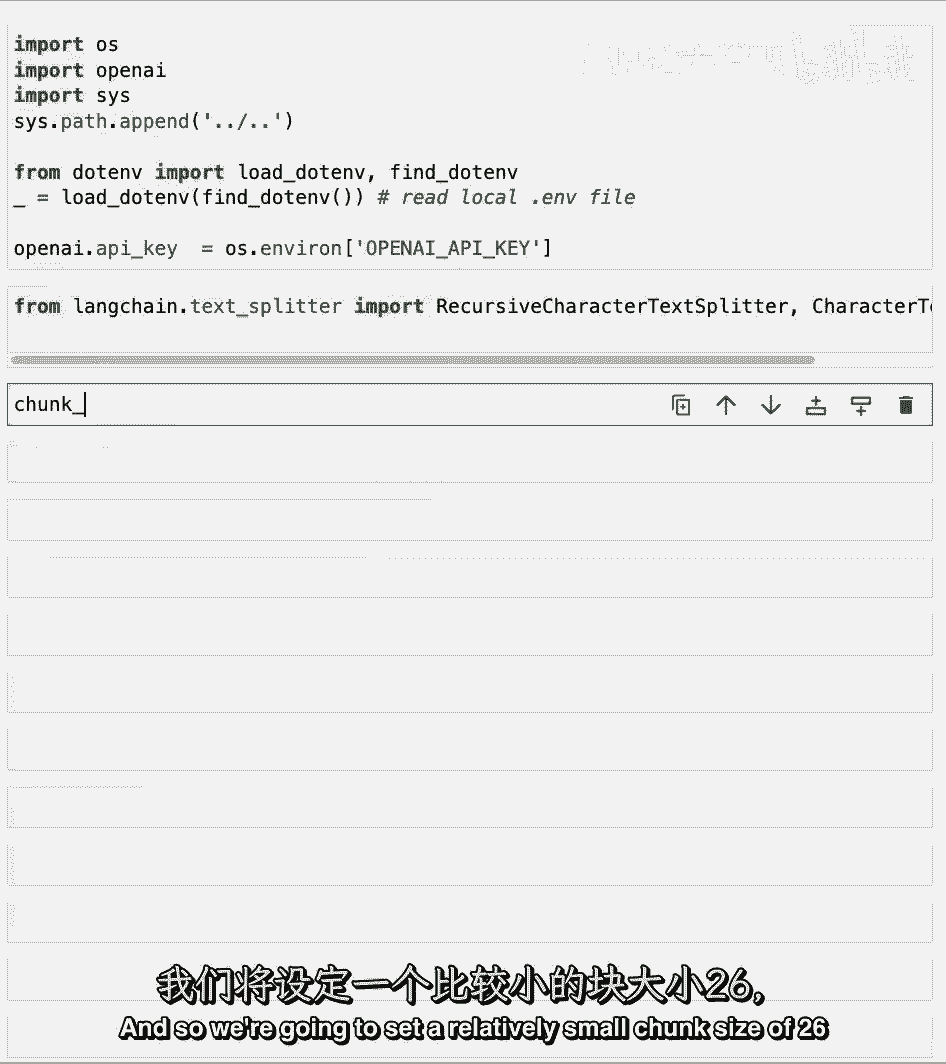 import os
import openai
import sys
sys.path.append('../..')
from dotenv import load_dotenv, find_dotenv
_ = load_dotenv(find_dotenv()) # read local .env file
openai.api_key  = os.environ['OPENAI_API_KEY']
from langchain.text_splitter import RecursiveCharacterTextSplitter, CharacterTe
chunk_
我们将设定一个比较小的块大小26,
And so we're going to set a relatively small chunk size of 26